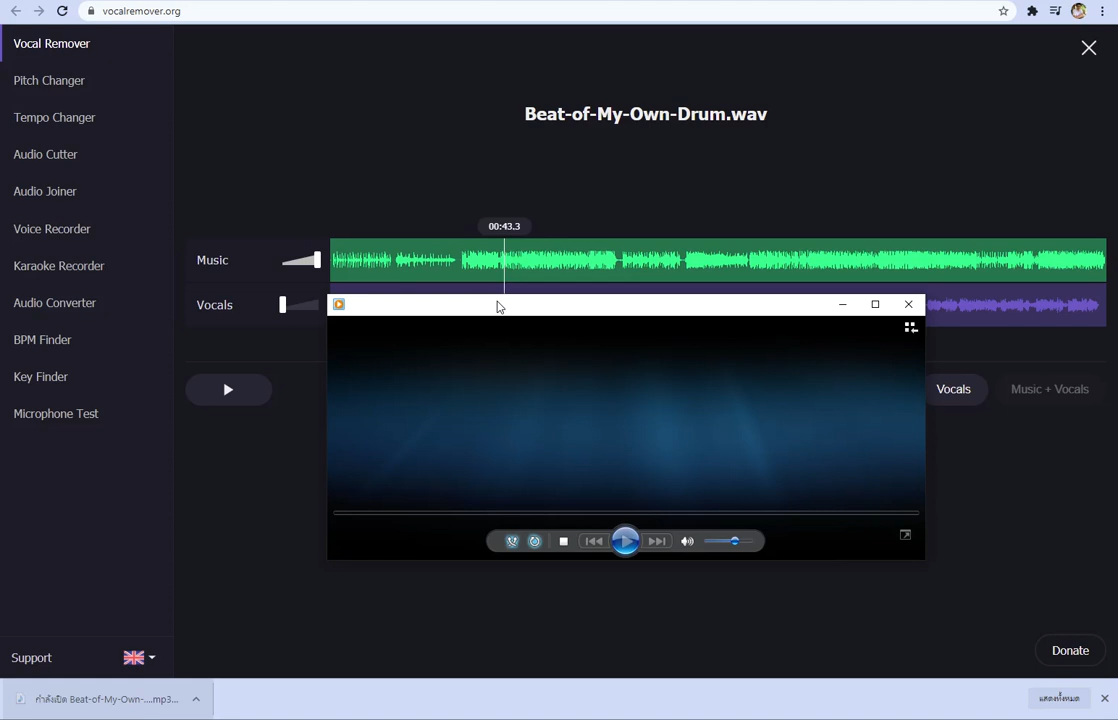 vocalremover.org
Vocal Remover
Pitch Changer
Tempo Changer
Audio Cutter
Audio Joiner
Voice Recorder
Karaoke Recorder
Audio Converter
BPM Finder
Key Finder
Microphone Test
Support
Beat-of-My-Own-Drum.wav
00:43.3
Music
Vocals
Vocals
Music + Vocals
Donate
กำลังเปิด Beat-of-My-Own-....mp3...
แสดงทั้งหมด